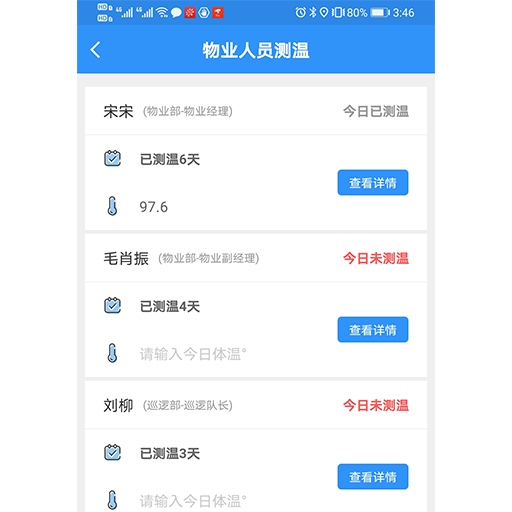 HD HD 46 46 80% 3:46
物业人员测温
宋宋 (物业部-物业经理) 今日已测温
已测温6天
查看详情
97.6
毛肖振 (物业部-物业副经理) 今日未测温
已测温4天
查看详情
请输入今日体温°
刘柳 (巡逻部-巡逻队长) 今日未测温
已测温3天
查看详情
请输入今日体温°